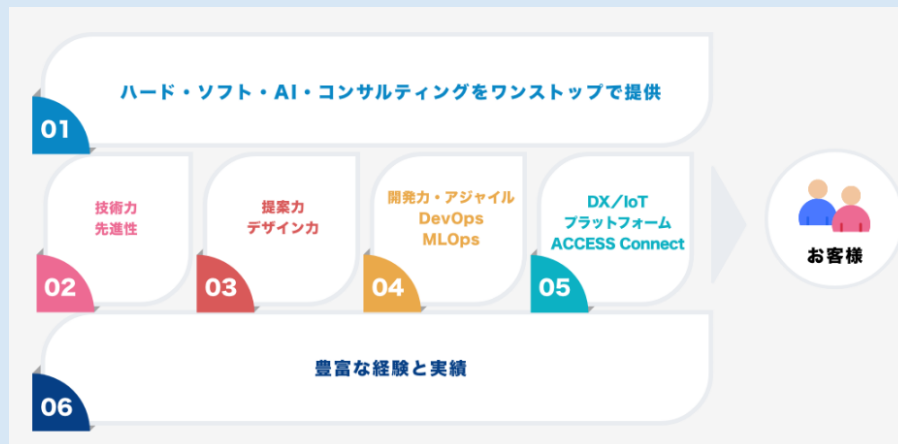 ハード・ソフト・AI・コンサルティングをワンストップで提供
01
技術力
先進性
02
提案力
デザイン力
03
開発力・アジャイル
DevOps
MLOps
04
DX／IoT
プラットフォーム
ACCESS Connect
05
お客様
豊富な経験と実績
06